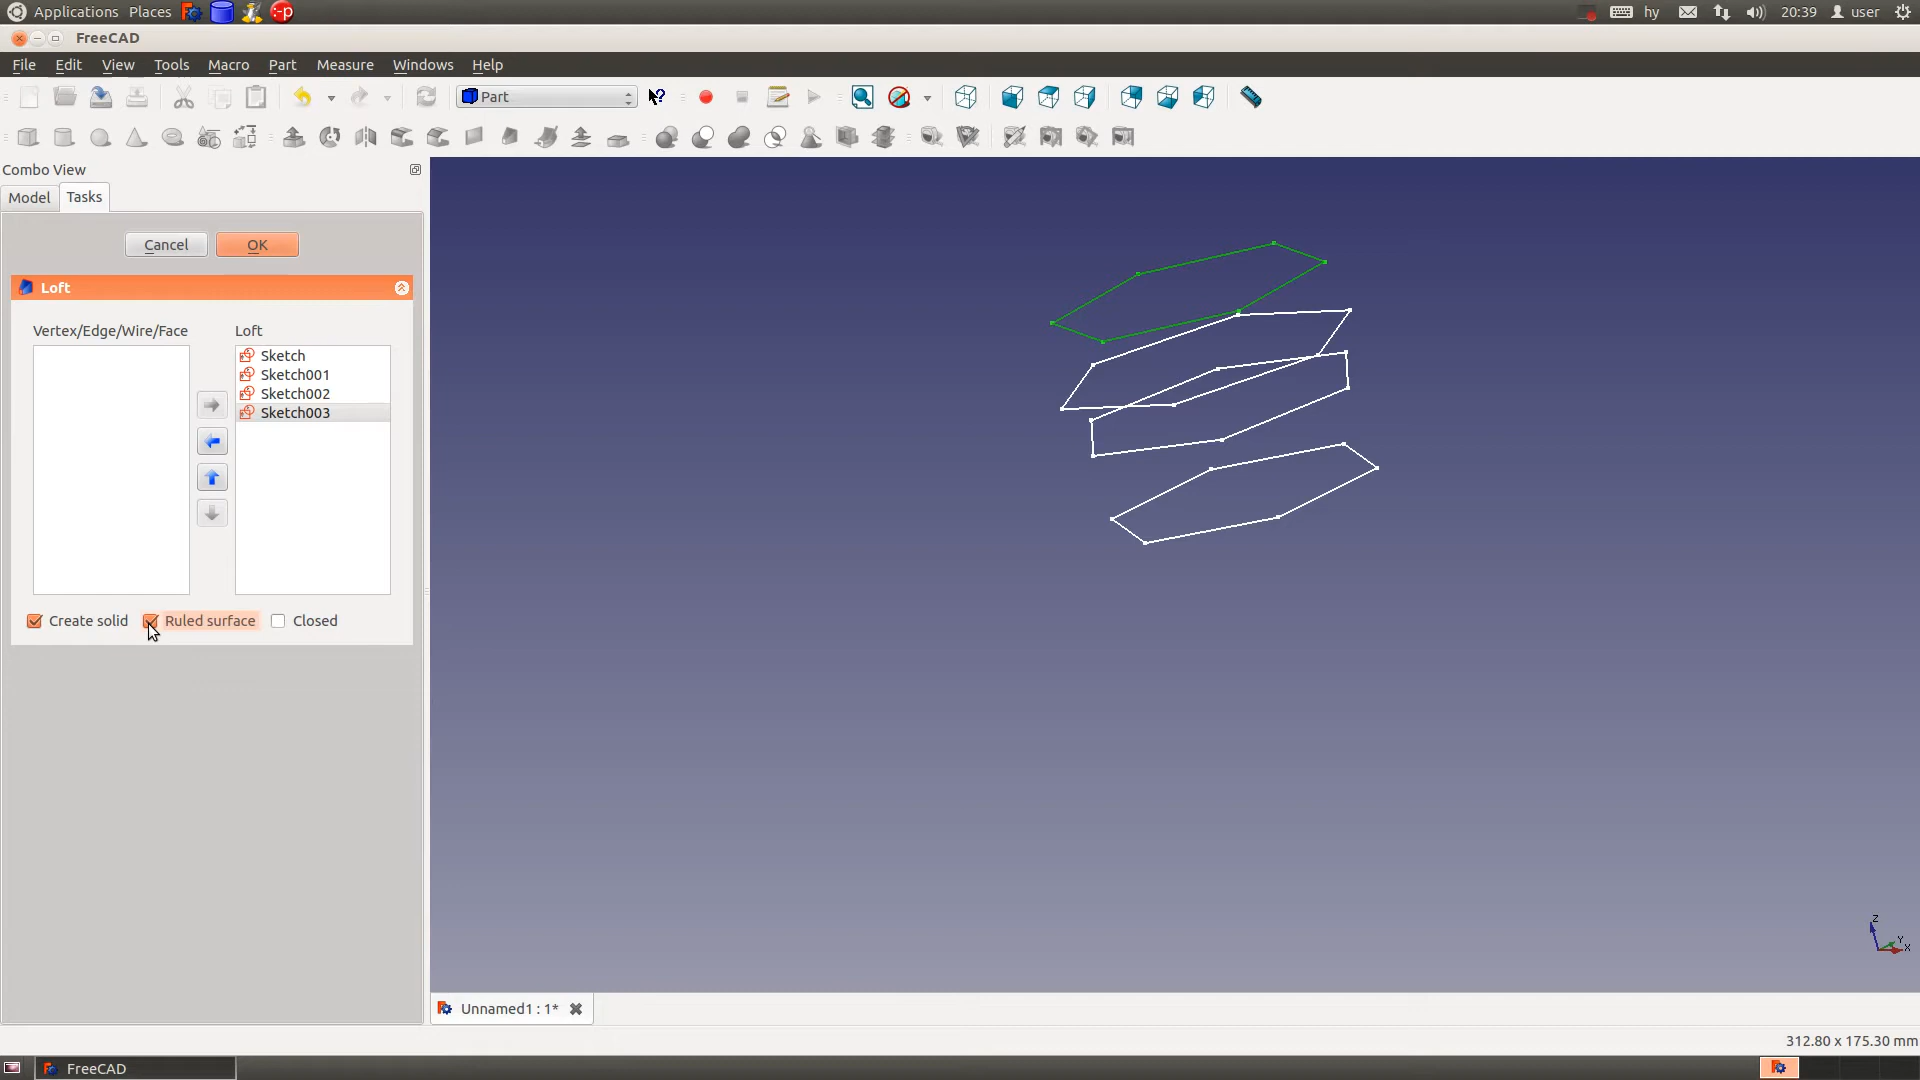 Applications Places hy 20:39 user
FreeCAD
File Edit View Tools Macro Part Measure Windows Help
Part
Combo View
Model Tasks
Cancel OK
Loft
Vertex/Edge/Wire/Face Loft
Sketch
Sketch001
Sketch002
Sketch003
Create solid Ruled surface Closed
Z
Y
X
Unnamed1 : 1*
312.80 x 175.30 mm
FreeCAD